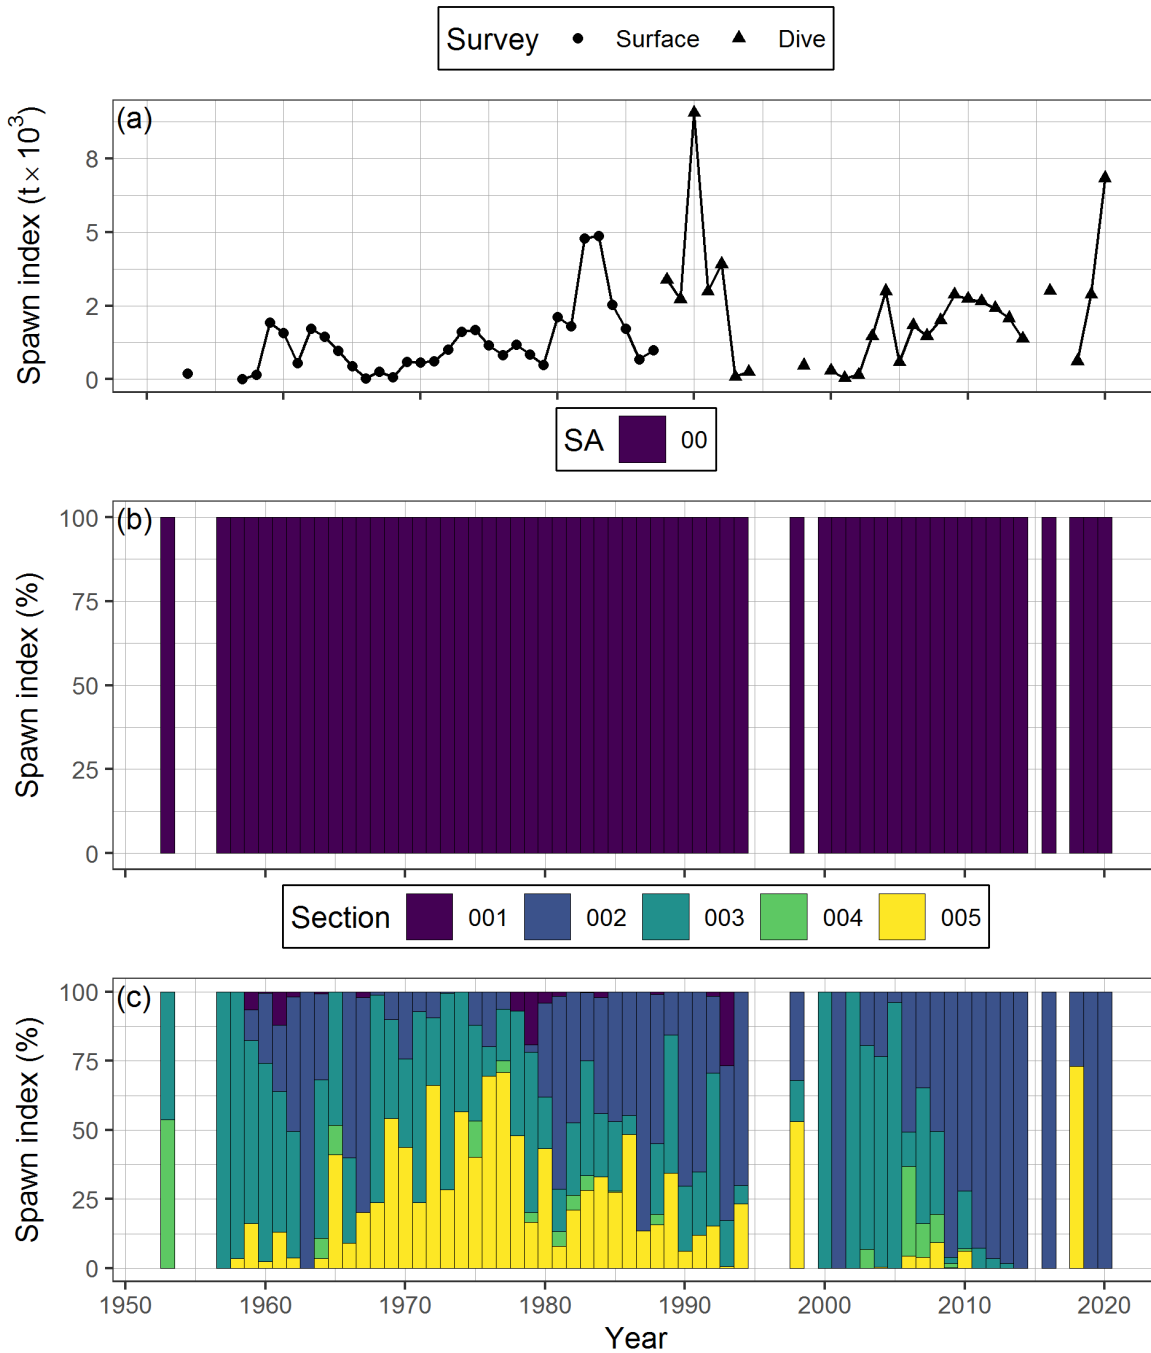 Survey Surface Dive
(a)
Spawn index (t × 10³)
8
5
2
0
SA 00
(b)
Spawn index (%)
100
75
50
25
0
Section 001 002 003 004 005
(c)
Spawn index (%)
100
75
50
25
0
1950 1960 1970 1980 1990 2000 2010 2020
Year